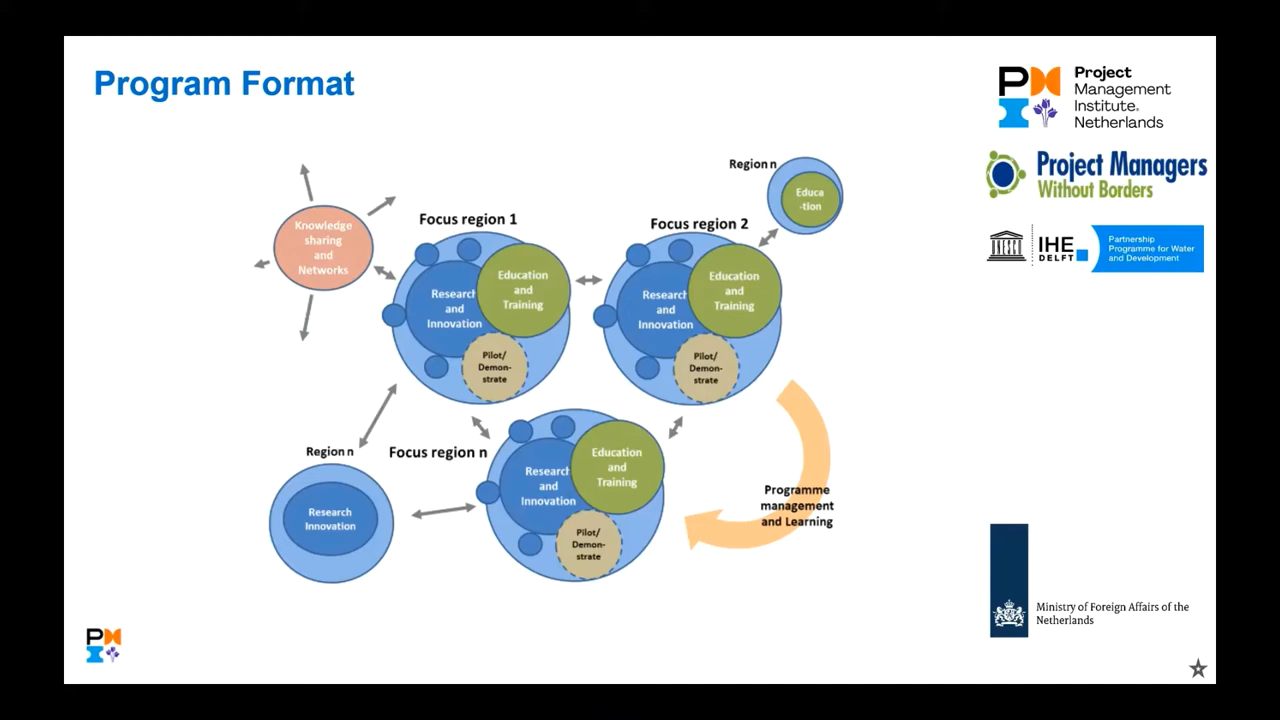 Program Format
Project
Management
Institute.
Netherlands
Project Managers
Without Borders
UNESCO
IHE
DELFT
Partnership
Programme for Water
and Development
Region n
Educa
-tion
Knowledge
sharing
and
Networks
Focus region 1
Research
and
Innovation
Education
and
Training
Pilot/
Demon-
strate
Focus region 2
Research
and
Innovation
Education
and
Training
Pilot/
Demon-
strate
Region n
Research
Innovation
Focus region n
Research
and
Innovation
Education
and
Training
Pilot/
Demon-
strate
Programme
management
and Learning
Ministry of Foreign Affairs of the
Netherlands